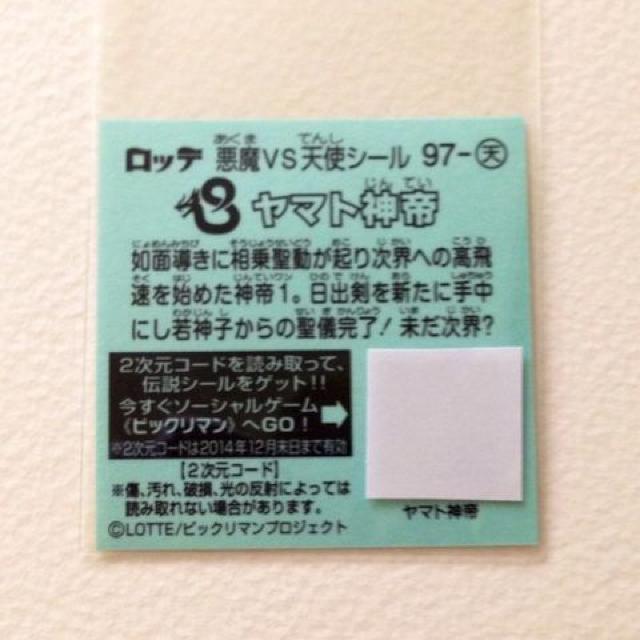 ロッテ 悪魔VS天使シール 97-天
ヤマト神帝
如面導きに相乗聖動が起り次界への高飛
速を始めた神帝1。日出剣を新たに手中
にし若神子からの聖儀完了!未だ次界?
2次元コードを読み取って、
伝説シールをゲット!!
今すぐソーシャルゲーム
《ビックリマン》へGO!
※2次元コードは2014年12月末日まで有効
【2次元コード】
※傷、汚れ、破損、光の反射によっては
読み取れない場合があります。
©LOTTE/ビックリマンプロジェクト
ヤマト神帝